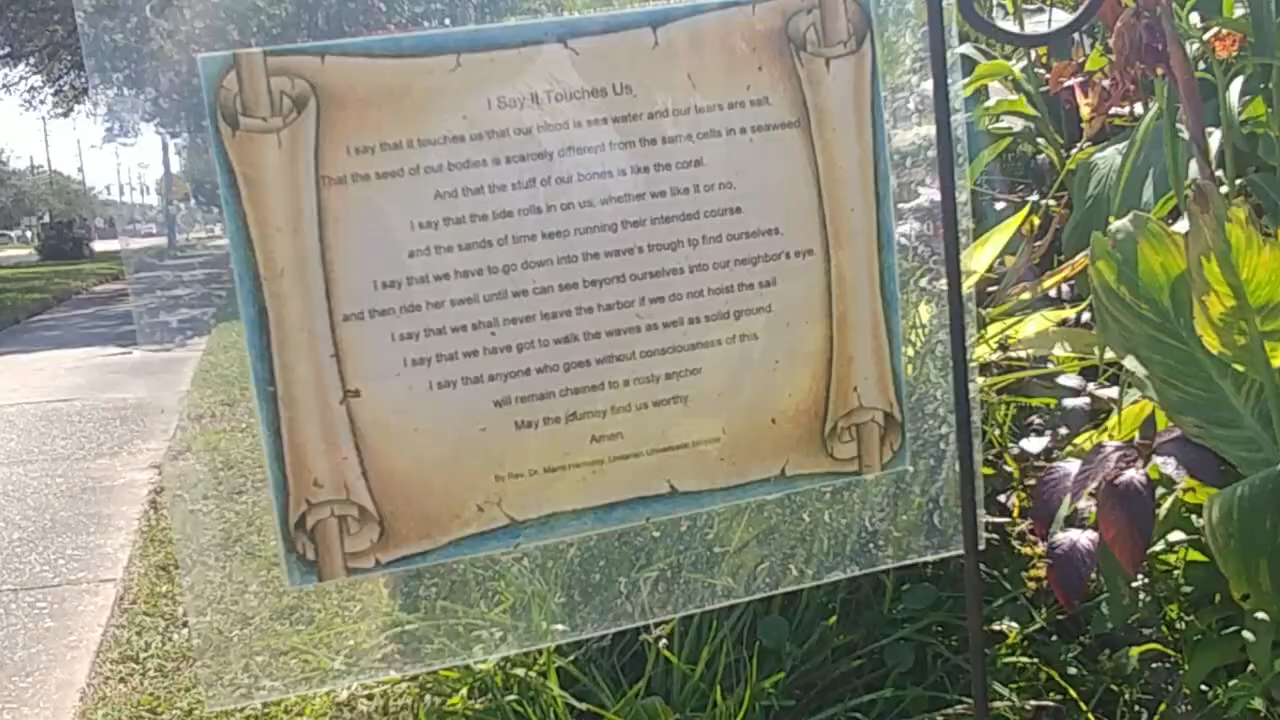 I Say It Touches Us
I say that it touches us that our blood is sea water and our tears are salt,
That the seed of our bodies is scarcely different from the same cells in a seaweed
And that the stuff of our bones is like the coral.
I say that the tide rolls in on us, whether we like it or no,
and the sands of time keep running their intended course.
I say that we have to go down into the wave's trough to find ourselves,
and then ride her swell until we can see beyond ourselves into our neighbor's eye.
I say that we shall never leave the harbor if we do not hoist the sail
I say that we have got to walk the waves as well as solid ground.
I say that anyone who goes without consciousness of this
will remain chained to a rusty anchor
May the journey find us worthy.
Amen.
By Rev. Dr. Marni Harmony, Unitarian Universalist Minister